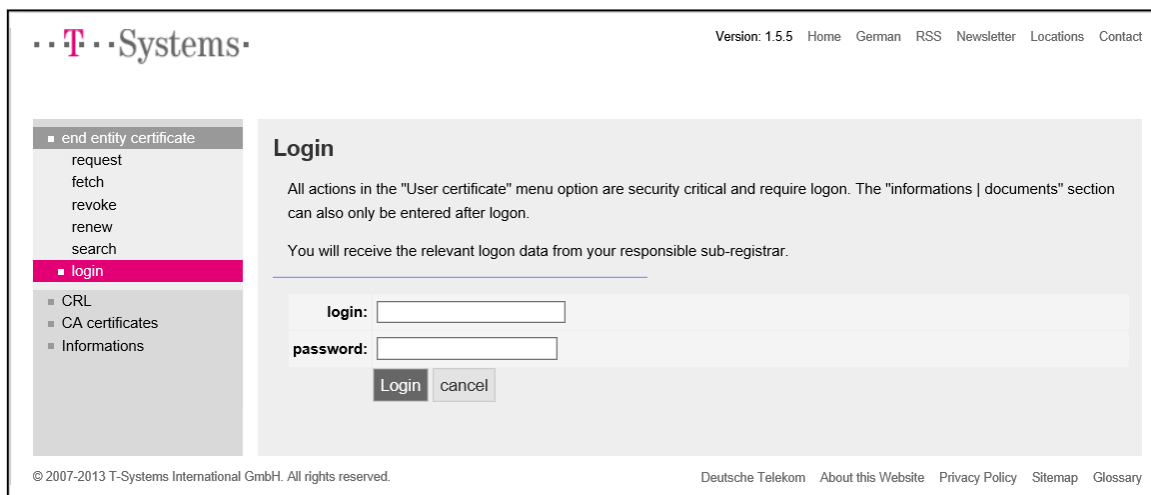 ··T··Systems·
Version: 1.5.5 Home German RSS Newsletter Locations Contact
end entity certificate
request
fetch
revoke
renew
search
login
CRL
CA certificates
Informations
Login
All actions in the "User certificate" menu option are security critical and require logon. The "informations | documents" section
can also only be entered after logon.
You will receive the relevant logon data from your responsible sub-registrar.
login:
password:
Login cancel
© 2007-2013 T-Systems International GmbH. All rights reserved.
Deutsche Telekom About this Website Privacy Policy Sitemap Glossary